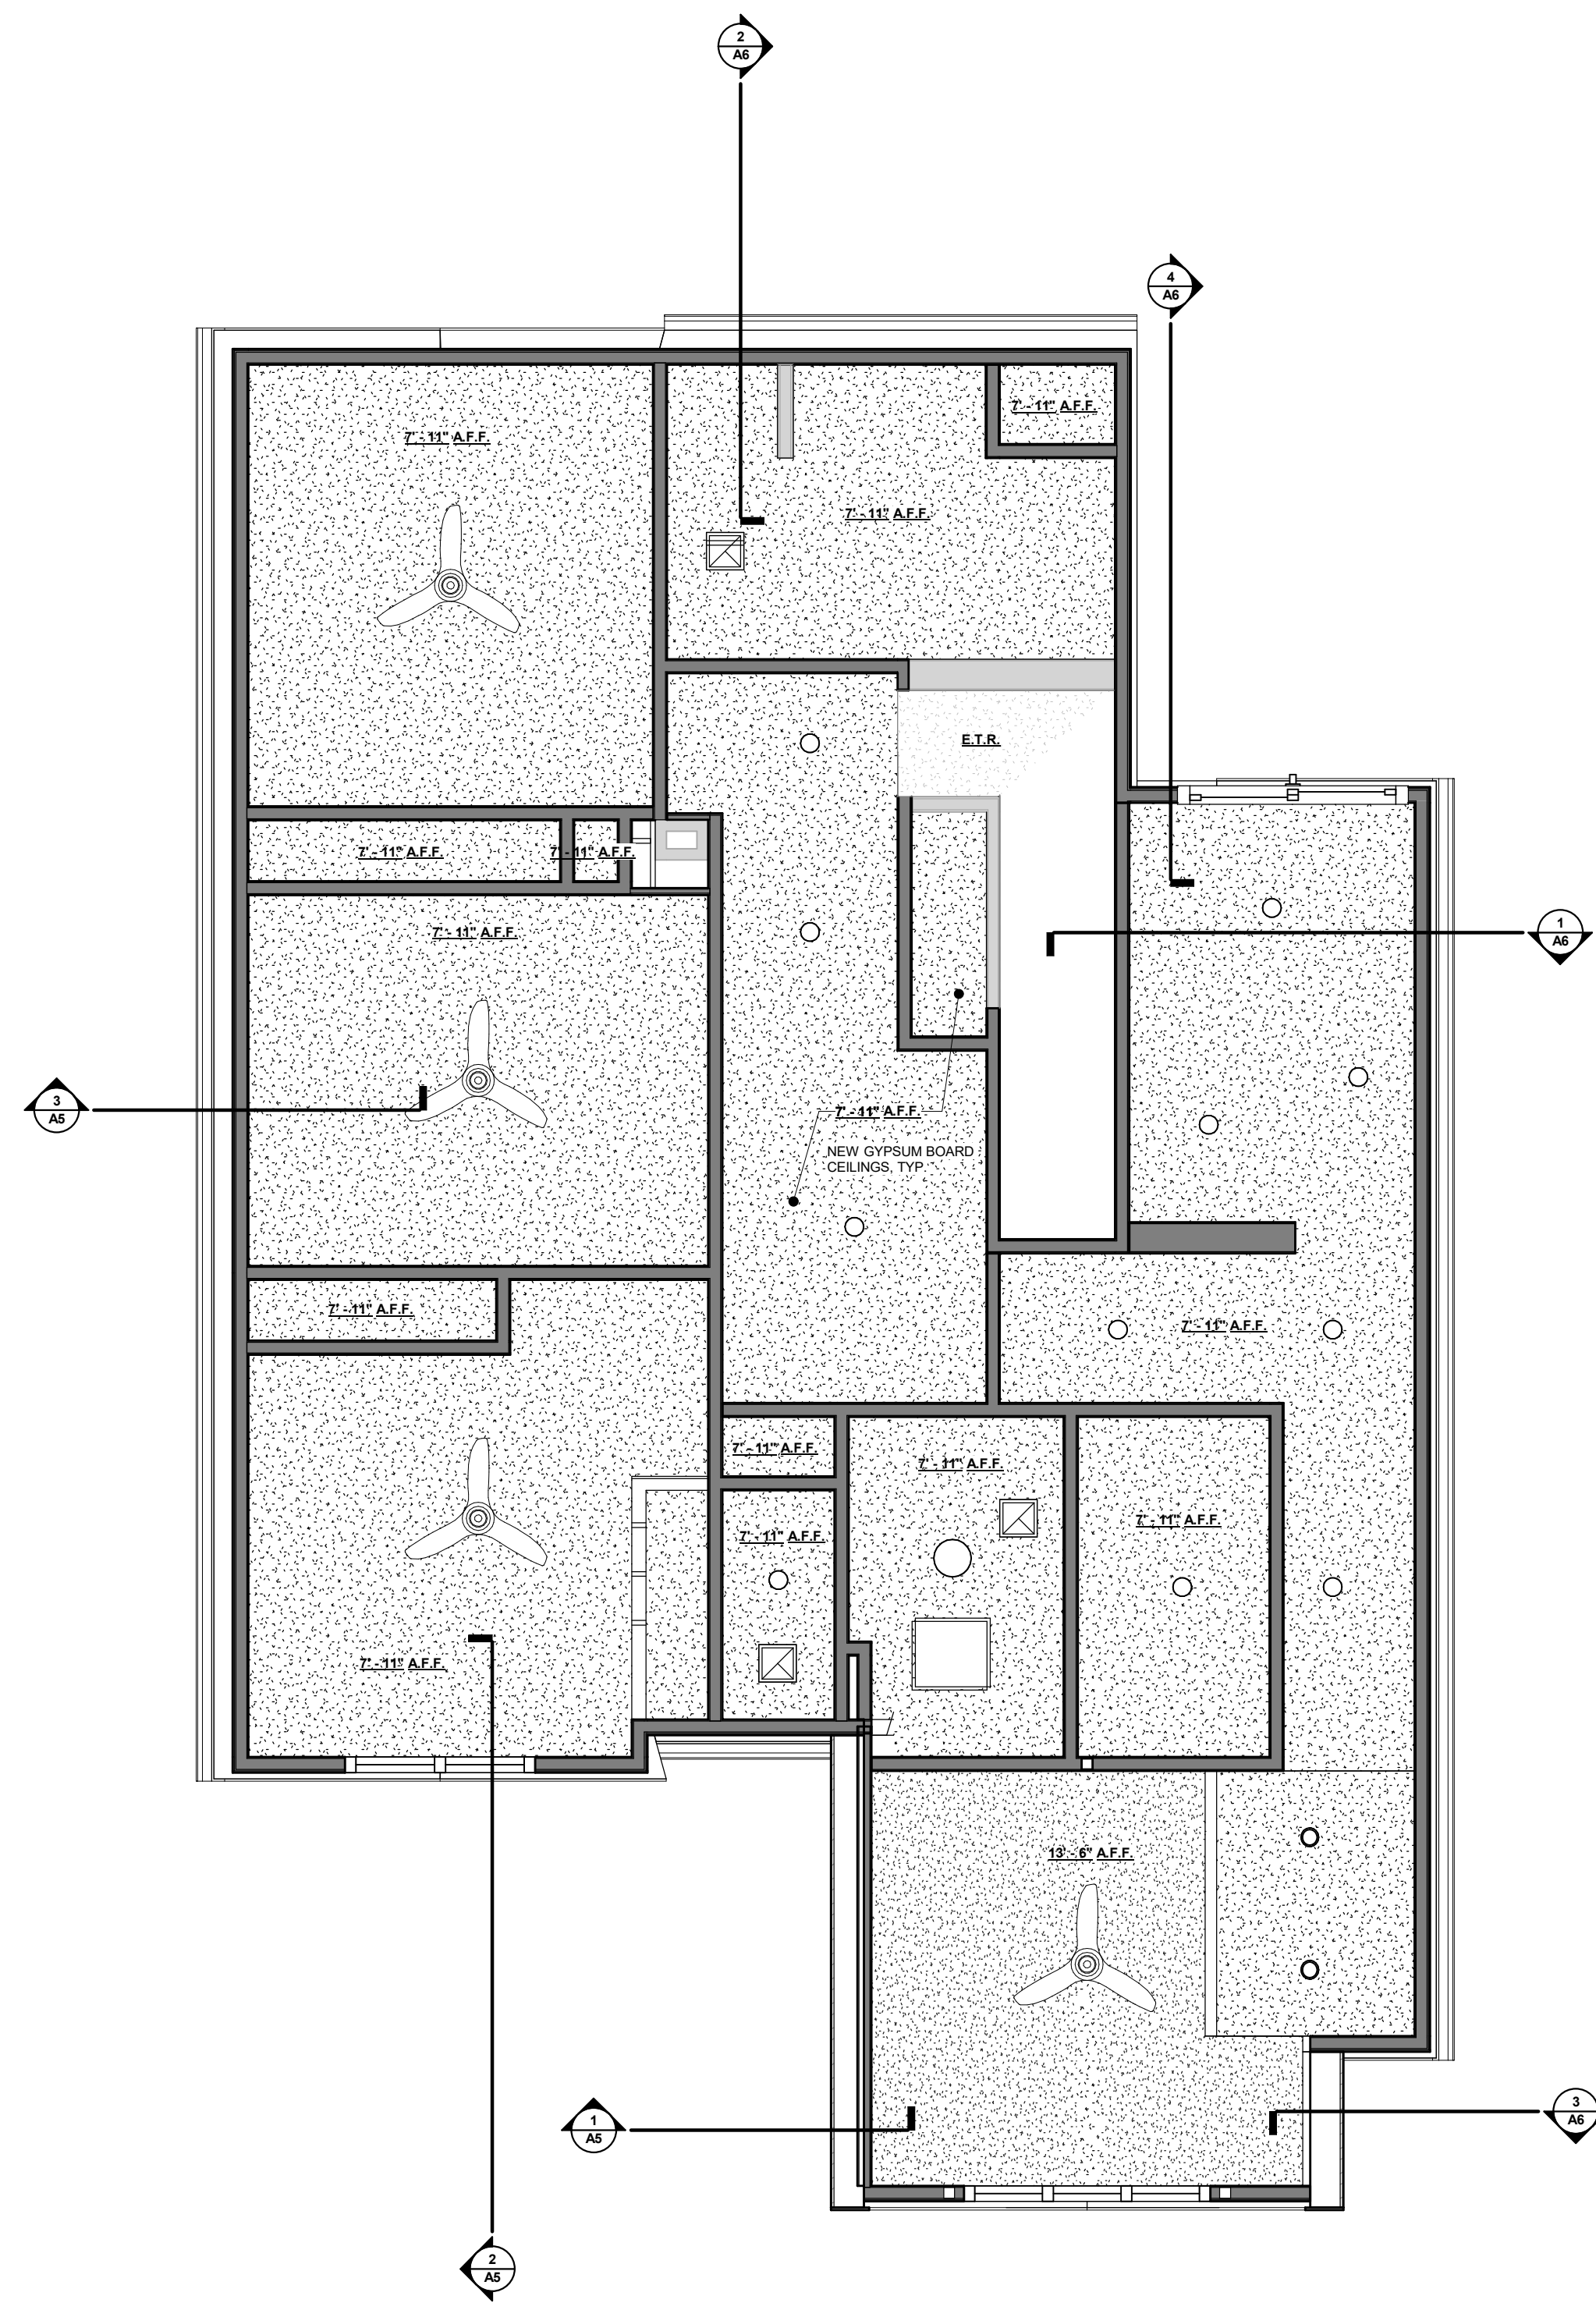 2
A6
4
A6
7' - 11" A.F.F.
7' - 11" A.F.F.
7' - 11" A.F.F.
E.T.R.
7' - 11" A.F.F.
7' - 11" A.F.F.
7' - 11" A.F.F.
1
A6
3
A5
7' - 11" A.F.F.
NEW GYPSUM BOARD
CEILINGS, TYP.
7' - 11" A.F.F.
7' - 11" A.F.F.
7' - 11" A.F.F.
7' - 11" A.F.F.
7' - 11" A.F.F.
7' - 11" A.F.F.
7' - 11" A.F.F.
13' - 6" A.F.F.
1
A5
3
A6
2
A5